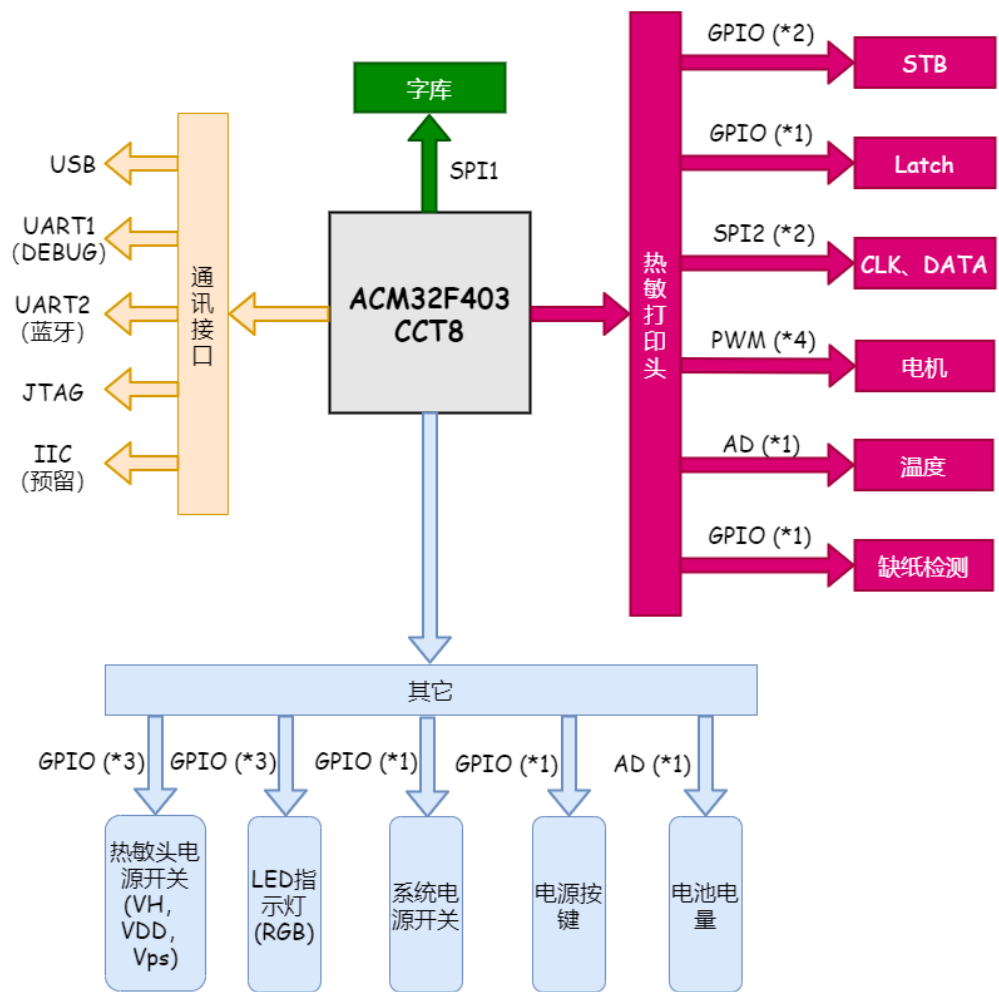 字库
SPI1
ACM32F403
CCT8
通
讯
接
口
USB
UART1
(DEBUG)
UART2
(蓝牙)
JTAG
IIC
(预留)
热
敏
打
印
头
GPIO (*2)
STB
GPIO (*1)
Latch
SPI2 (*2)
CLK、DATA
PWM (*4)
电机
AD (*1)
温度
GPIO (*1)
缺纸检测
其它
GPIO (*3)
GPIO (*3)
GPIO (*1)
GPIO (*1)
AD (*1)
热敏头电
源开关
(VH，
VDD，
Vps)
LED指
示灯
(RGB)
系统电
源开关
电源按
键
电池电
量